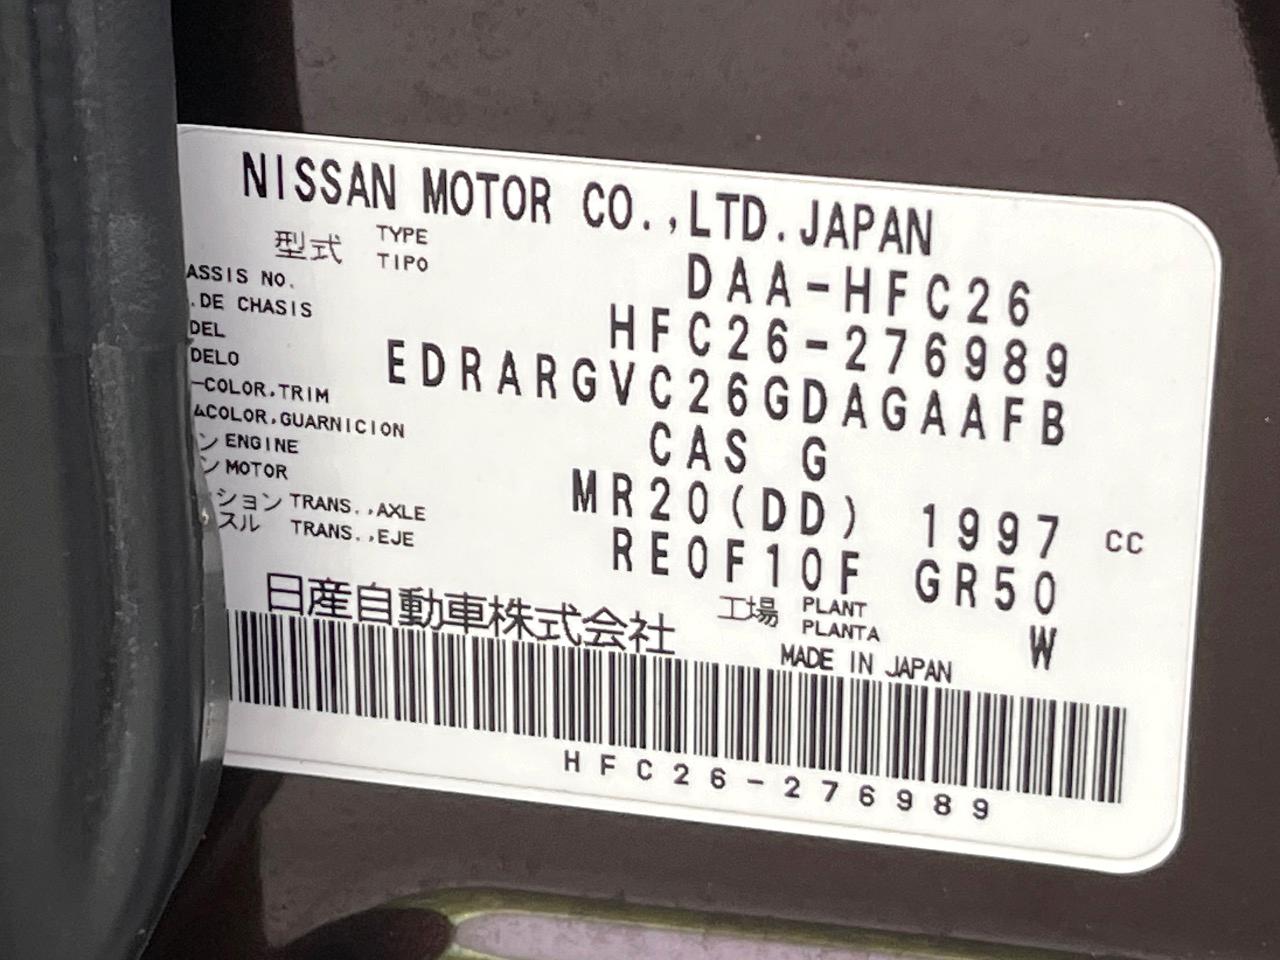 NISSAN MOTOR CO.,LTD.JAPAN
型式 TYPE TIPO DAA-HFC26
ASSIS NO. .DE CHASIS HFC26-276989
DEL DELO EDRARGVC26GDAGAAFB
-COLOR,TRIM COLOR,GUARNICION CAS G
ン ENGINE ン MOTOR MR20(DD) 1997 CC
ション TRANS.,AXLE スル TRANS.,EJE RE0F10F GR50
日産自動車株式会社 工場 PLANT PLANTA W
MADE IN JAPAN
HFC26-276989